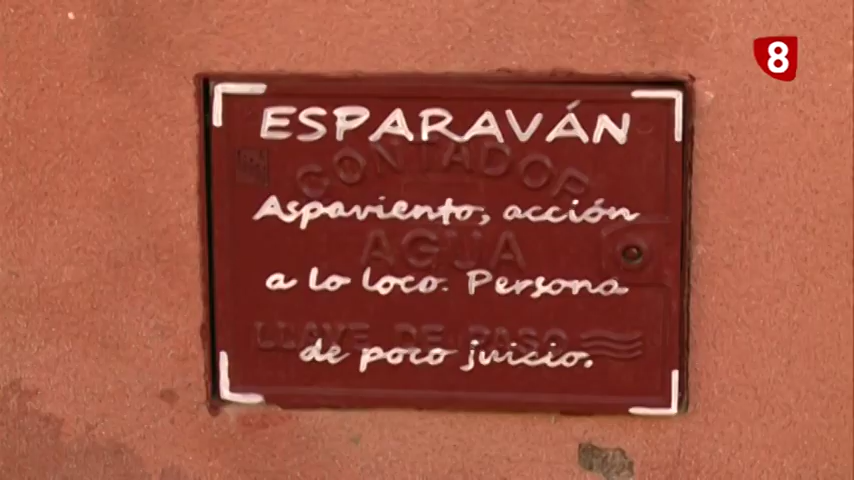 8
ESPARAVÁN
CONTADOR
Aspaviento, acción
AGUA
a lo loco. Persona
LLAVE DE PASO
de poco juicio.